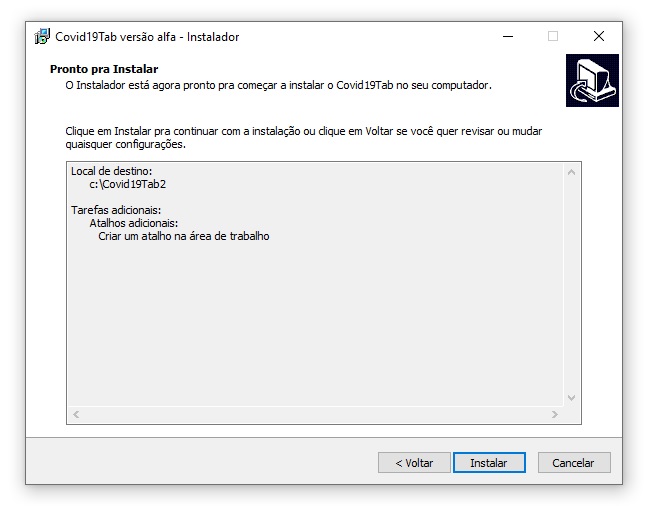 Covid19Tab versão alfa - Instalador
Pronto pra Instalar
O Instalador está agora pronto pra começar a instalar o Covid19Tab no seu computador.
Clique em Instalar pra continuar com a instalação ou clique em Voltar se você quer revisar ou mudar
quaisquer configurações.
Local de destino:
c:\Covid19Tab2
Tarefas adicionais:
Atalhos adicionais:
Criar um atalho na área de trabalho
< Voltar
Instalar
Cancelar